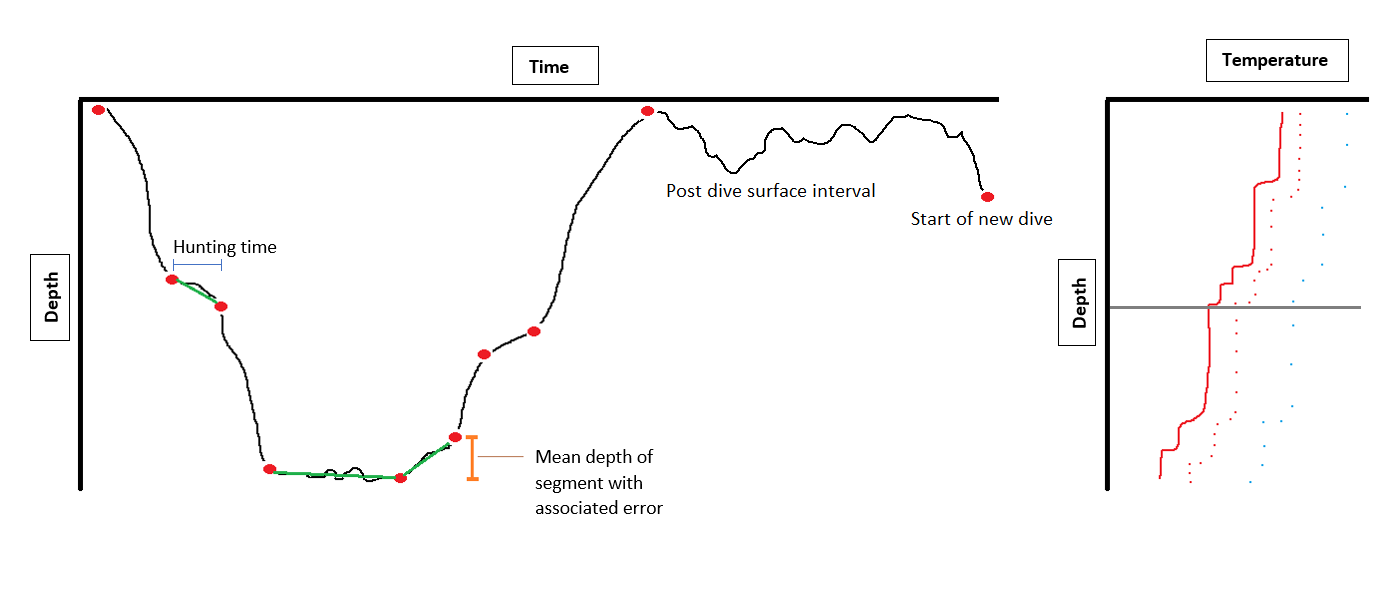 Time
Temperature
Post dive surface interval
Start of new dive
Hunting time
Depth
Depth
Mean depth of
segment with
associated error